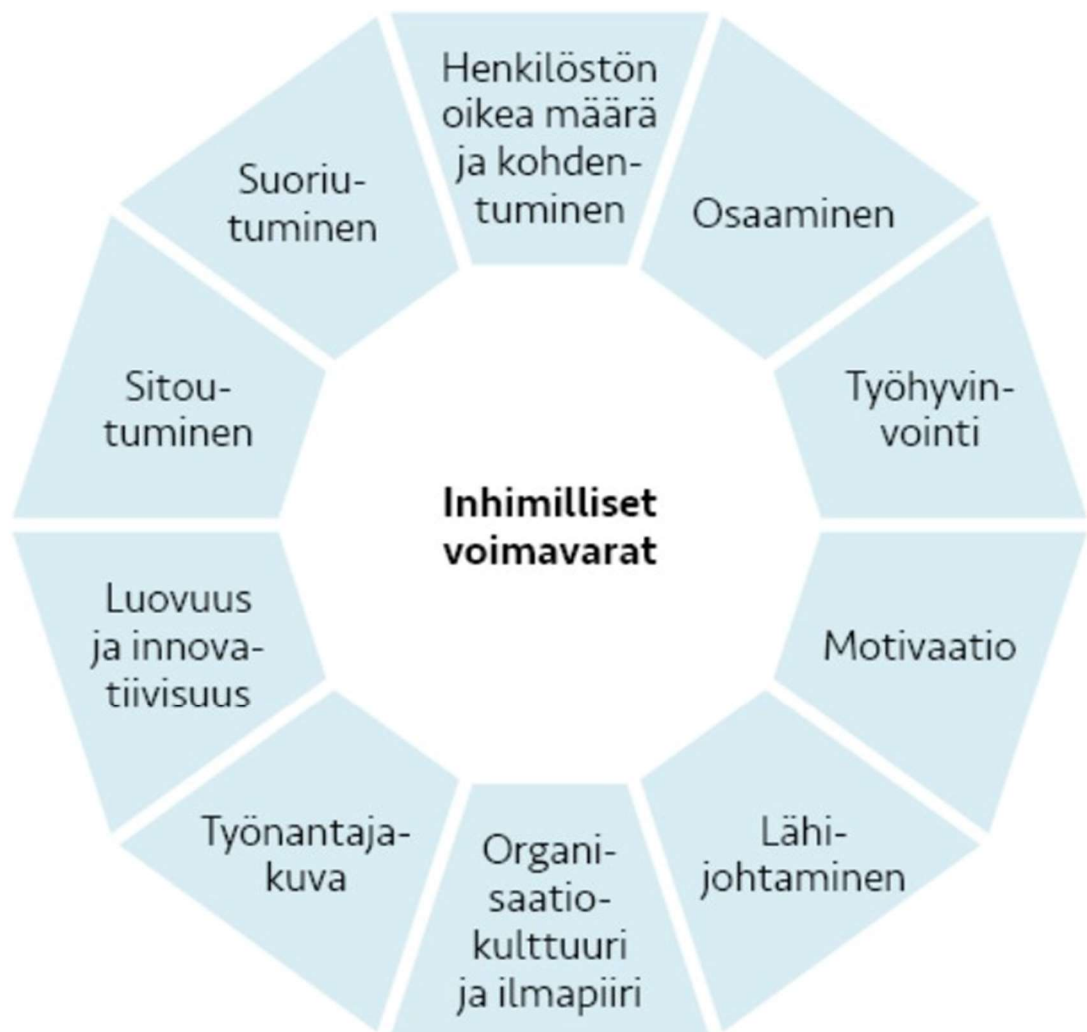 Henkilöstön
oikea määrä
ja kohden-
tuminen
Osaaminen
Työhyvin-
vointi
Motivaatio
Lähi-
johtaminen
Organi-
saatio-
kulttuuri
ja ilmapiiri
Työnantaja-
kuva
Luovuus
ja innova-
tiivisuus
Sitou-
tuminen
Suoriu-
tuminen
Inhimilliset
voimavarat